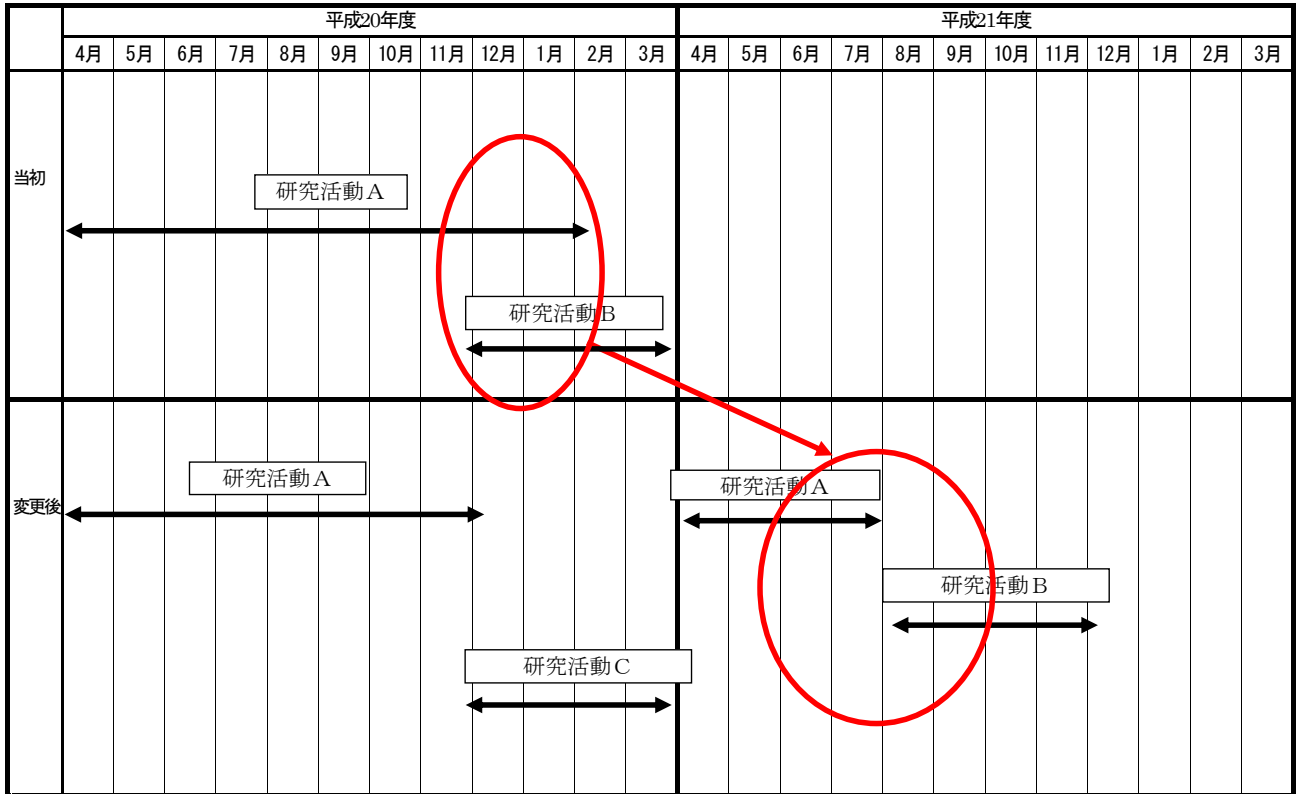 平成20年度 平成21年度
4月 5月 6月 7月 8月 9月 10月 11月 12月 1月 2月 3月 4月 5月 6月 7月 8月 9月 10月 11月 12月 1月 2月 3月
当初
研究活動A
研究活動B
変更後
研究活動A 研究活動A
研究活動B
研究活動C